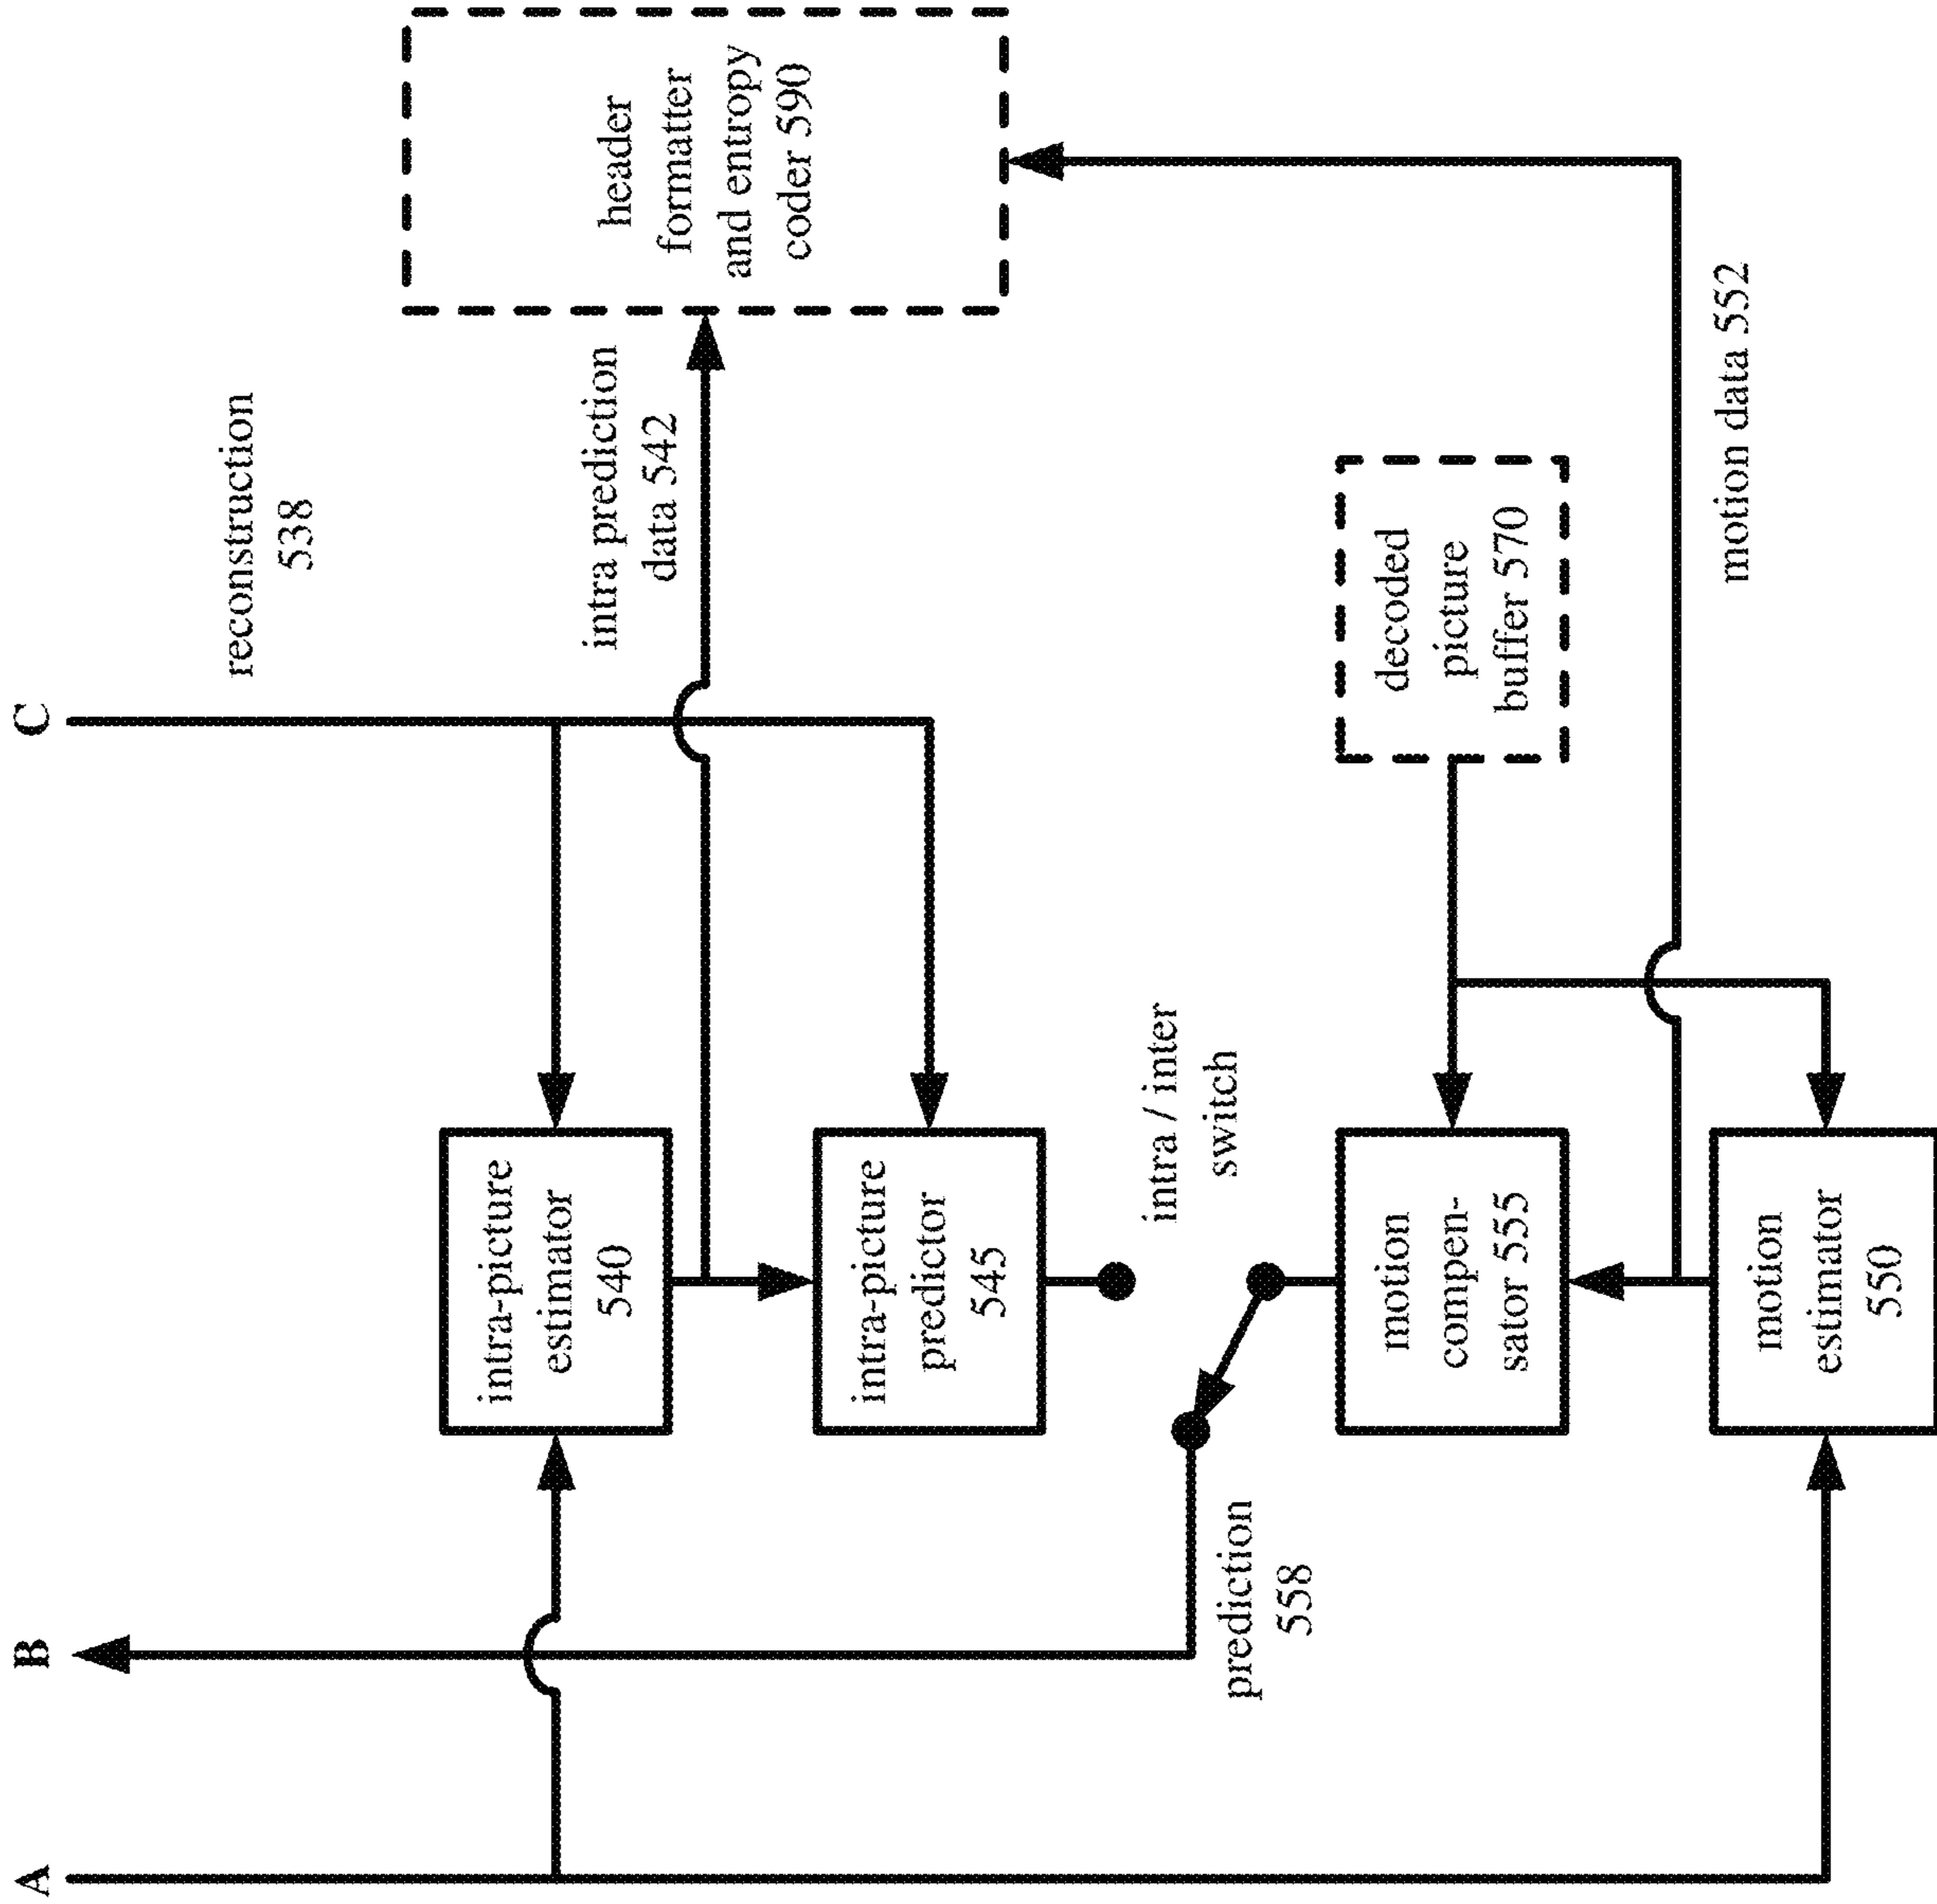 A
B
C
reconstruction
538
header
formatter
and entropy
coder 590
intra prediction
data 542
intra-picture
estimator
540
intra-picture
predictor
545
intra / inter
switch
prediction
558
decoded
picture
buffer 570
motion
compen-
sator 555
motion data 552
motion
estimator
550